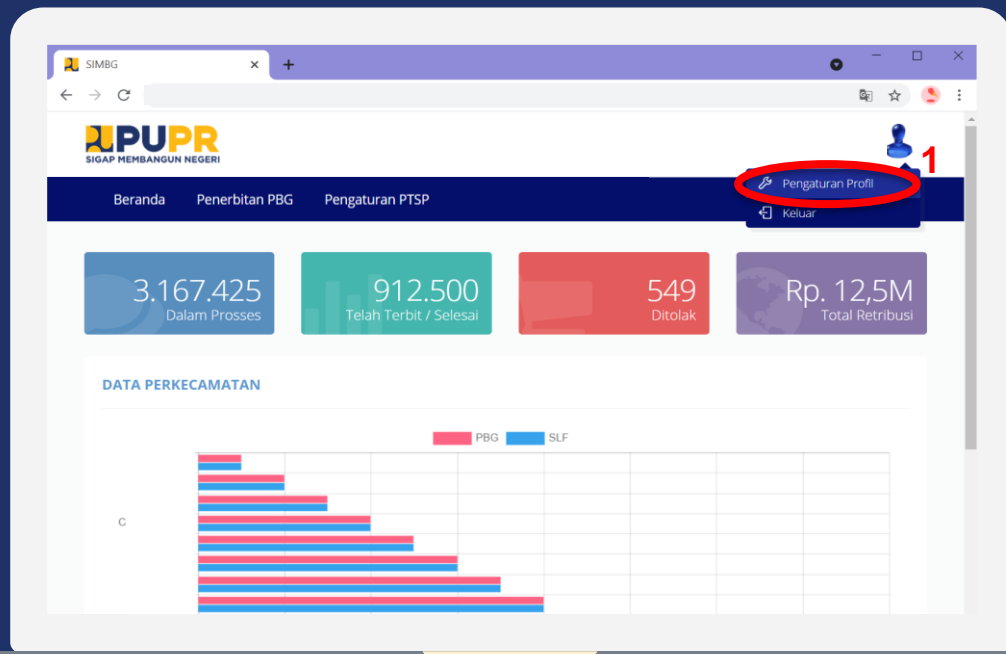 SIMBG
PUPR
SIGAP MEMBANGUN NEGERI
1
Pengaturan Profil
Keluar
Beranda Penerbitan PBG Pengaturan PTSP
3.167.425
Dalam Prosses
912.500
Telah Terbit / Selesai
549
Ditolak
Rp. 12,5M
Total Retribusi
DATA PERKECAMATAN
PBG SLF
C